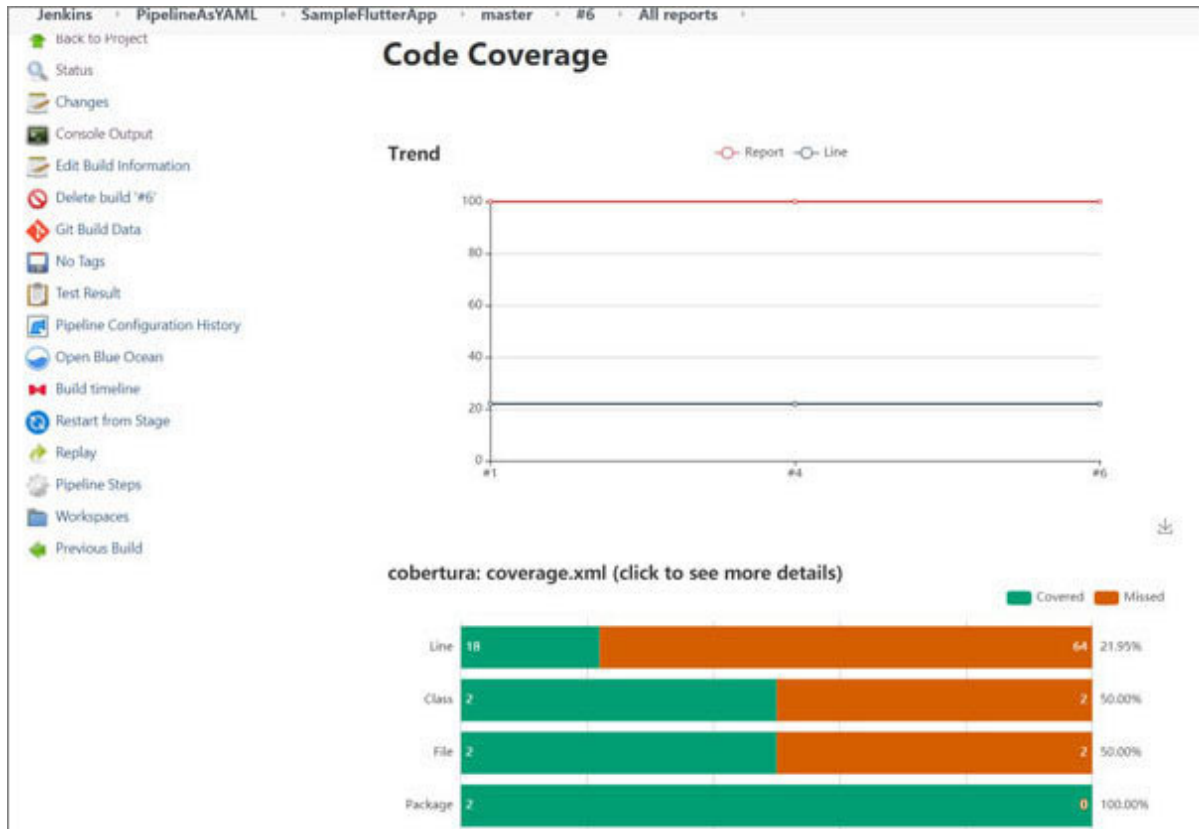 Jenkins PipelineAsYAML SampleFlutterApp master #6 All reports
Back to Project
Status
Changes
Console Output
Edit Build Information
Delete build '#6'
Git Build Data
No Tags
Test Result
Pipeline Configuration History
Open Blue Ocean
Build timeline
Restart from Stage
Replay
Pipeline Steps
Workspaces
Previous Build
Code Coverage
Trend
Report Line
100
80
60
40
20
0
#1 #4 #6
cobertura: coverage.xml (click to see more details)
Covered Missed
Line 18 64 21.95%
Class 2 2 50.00%
File 2 2 50.00%
Package 2 0 100.00%